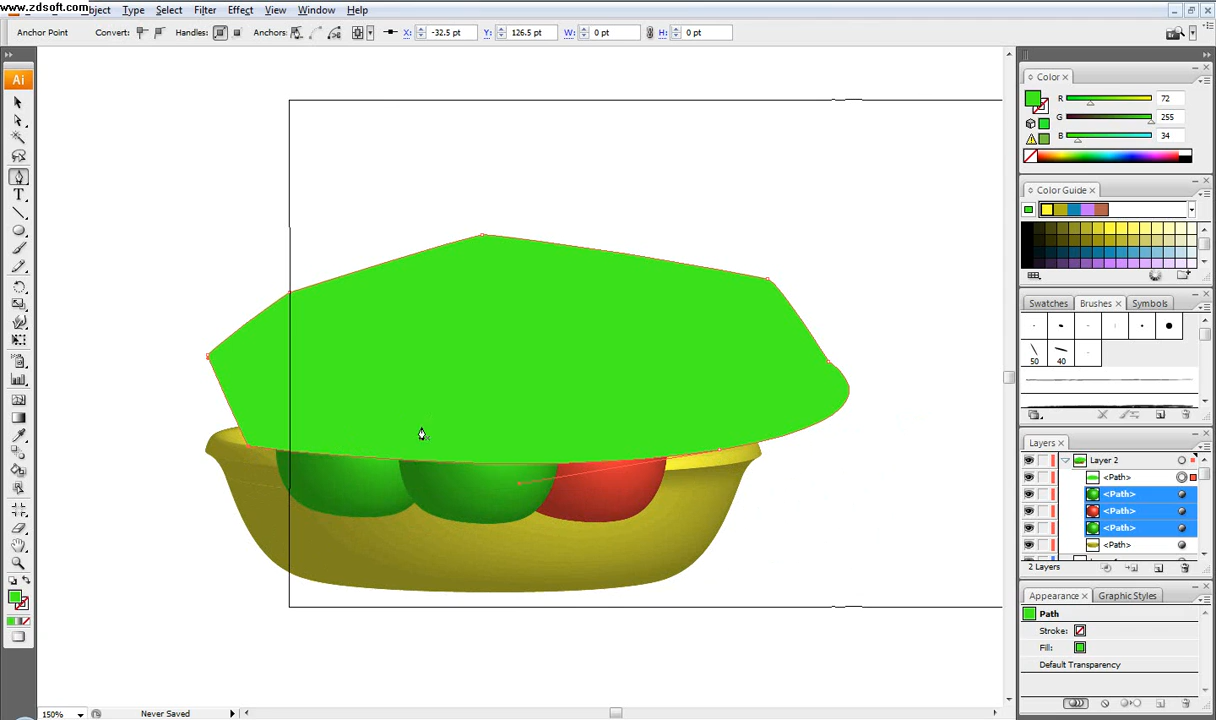 www.zdsoft.com
Object Type Select Filter Effect View Window Help
Anchor Point Convert: Handles: Anchors: X: -32.5 pt Y: 126.5 pt W: 0 pt H: 0 pt
Ai
Color
R 72
G 255
B 34
Color Guide
T
Swatches Brushes Symbols
50 40
Layers
Layer 2
<Path>
<Path>
<Path>
<Path>
<Path>
2 Layers
Appearance Graphic Styles
Path
Stroke:
Fill:
Default Transparency
150% Never Saved